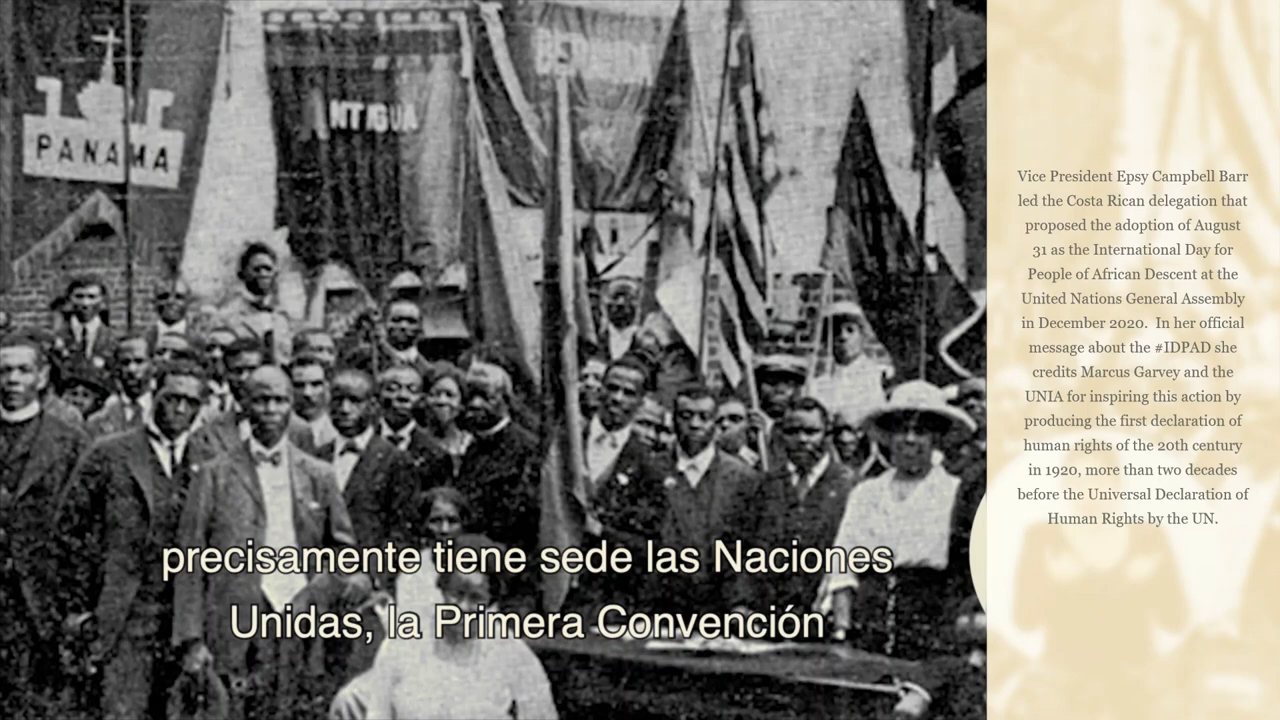 PANAMA
ANTIGUA
BERMUDA
precisamente tiene sede las Naciones
Unidas, la Primera Convención
Vice President Epsy Campbell Barr
led the Costa Rican delegation that
proposed the adoption of August
31 as the International Day for
People of African Descent at the
United Nations General Assembly
in December 2020.  In her official
message about the #IDPAD she
credits Marcus Garvey and the
UNIA for inspiring this action by
producing the first declaration of
human rights of the 20th century
in 1920, more than two decades
before the Universal Declaration of
Human Rights by the UN.